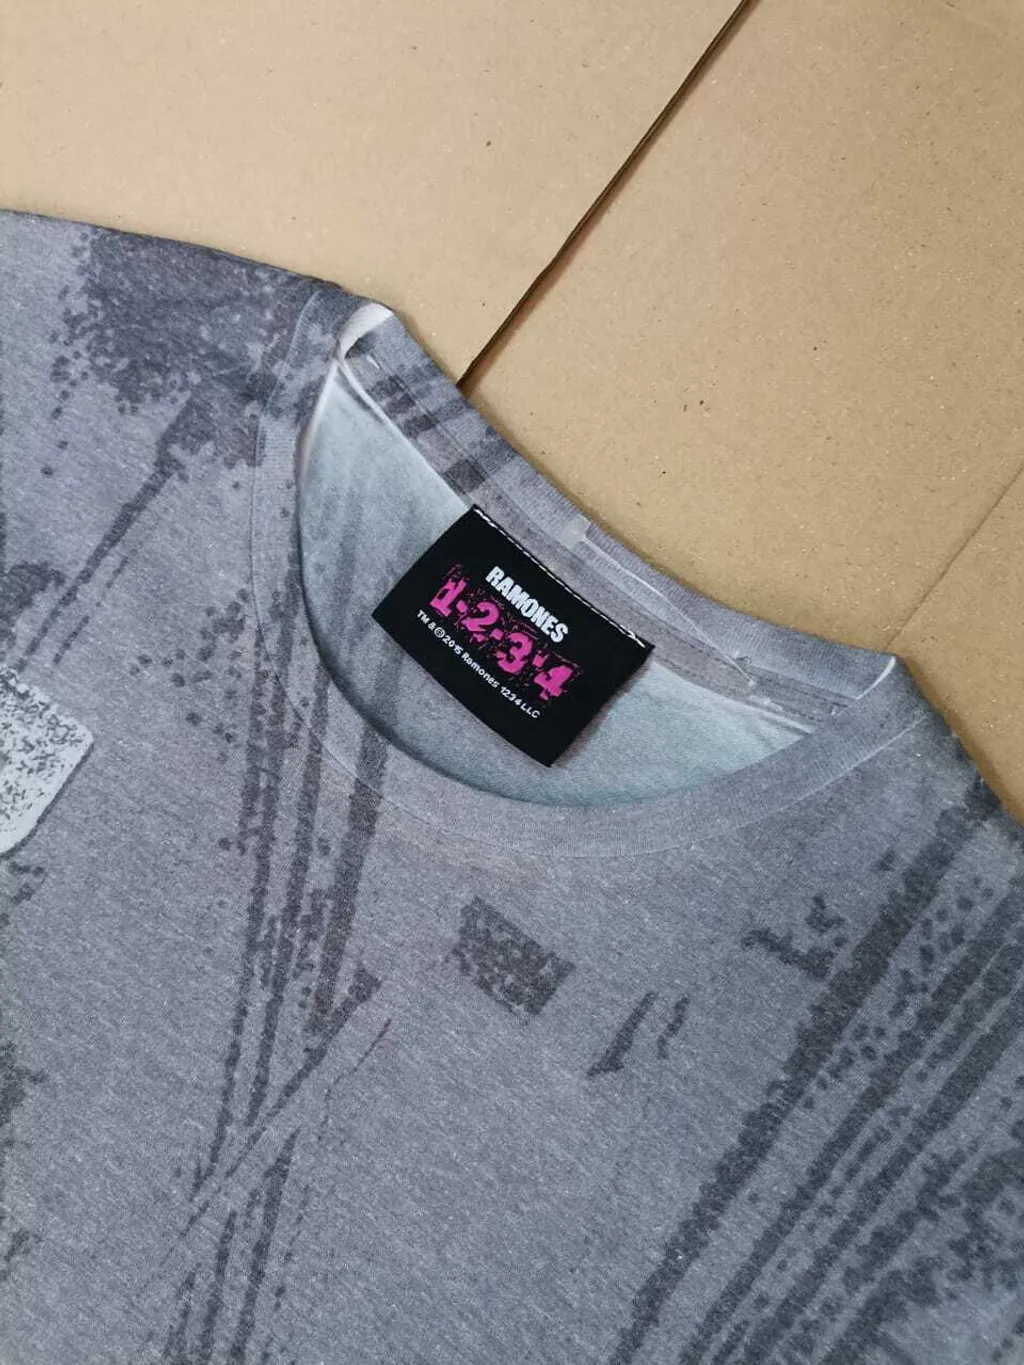 RAMONES
1-2-3-4
TM & © 2015 Ramones 1234 LLC